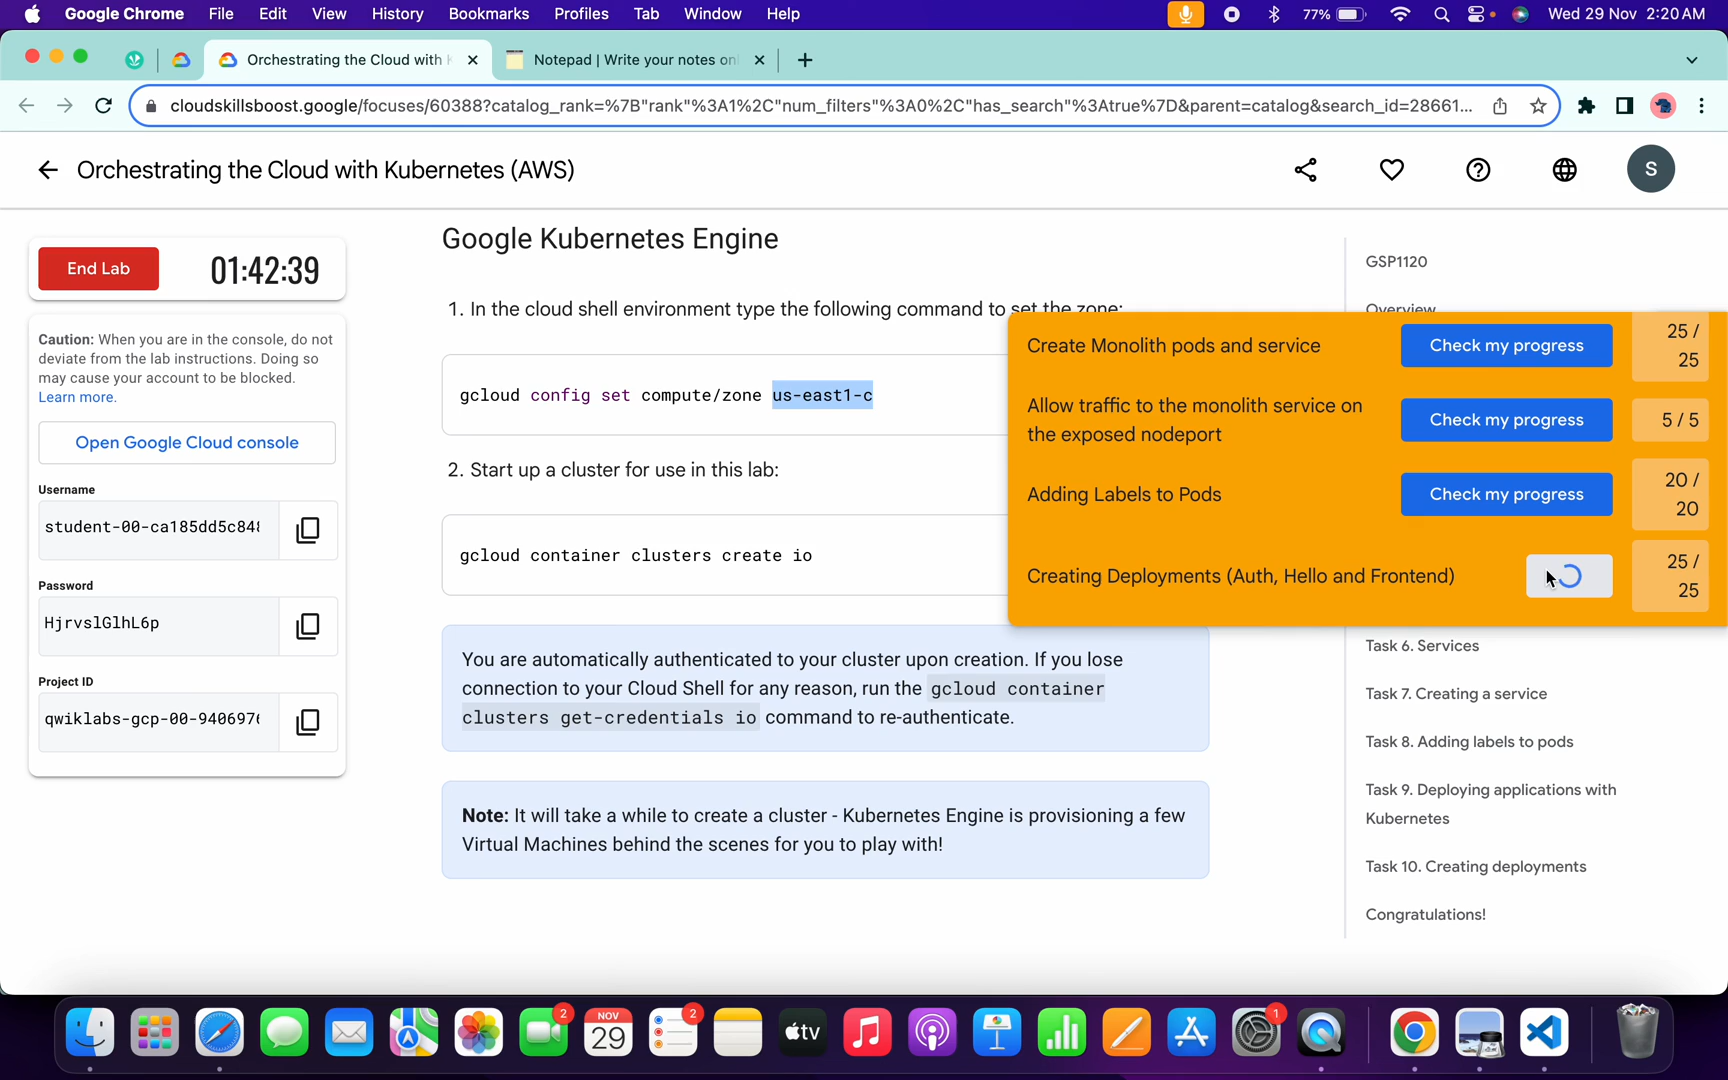 Google Chrome File Edit View History Bookmarks Profiles Tab Window Help 77% Wed 29 Nov 2:20 AM
Orchestrating the Cloud with Notepad | Write your notes on
cloudskillsboost.google/focuses/60388?catalog_rank=%7B"rank"%3A1%2C"num_filters"%3A0%2C"has_search"%3Atrue%7D&parent=catalog&search_id=28661...
Orchestrating the Cloud with Kubernetes (AWS)
S
End Lab 01:42:39
Caution: When you are in the console, do not
deviate from the lab instructions. Doing so
may cause your account to be blocked.
Learn more.
Open Google Cloud console
Username
student-00-ca185dd5c848
Password
HjrvslGlhL6p
Project ID
qwiklabs-gcp-00-940697
Google Kubernetes Engine
1. In the cloud shell environment type the following command to set the zone:
gcloud config set compute/zone us-east1-c
2. Start up a cluster for use in this lab:
gcloud container clusters create io
You are automatically authenticated to your cluster upon creation. If you lose
connection to your Cloud Shell for any reason, run the gcloud container
clusters get-credentials io command to re-authenticate.
Note: It will take a while to create a cluster - Kubernetes Engine is provisioning a few
Virtual Machines behind the scenes for you to play with!
GSP1120
Overview
Create Monolith pods and service Check my progress 25 /
25
Allow traffic to the monolith service on
the exposed nodeport Check my progress 5 / 5
Adding Labels to Pods Check my progress 20 /
20
Creating Deployments (Auth, Hello and Frontend) 25 /
25
Task 6. Services
Task 7. Creating a service
Task 8. Adding labels to pods
Task 9. Deploying applications with
Kubernetes
Task 10. Creating deployments
Congratulations!
2 NOV 29 2 tv 1